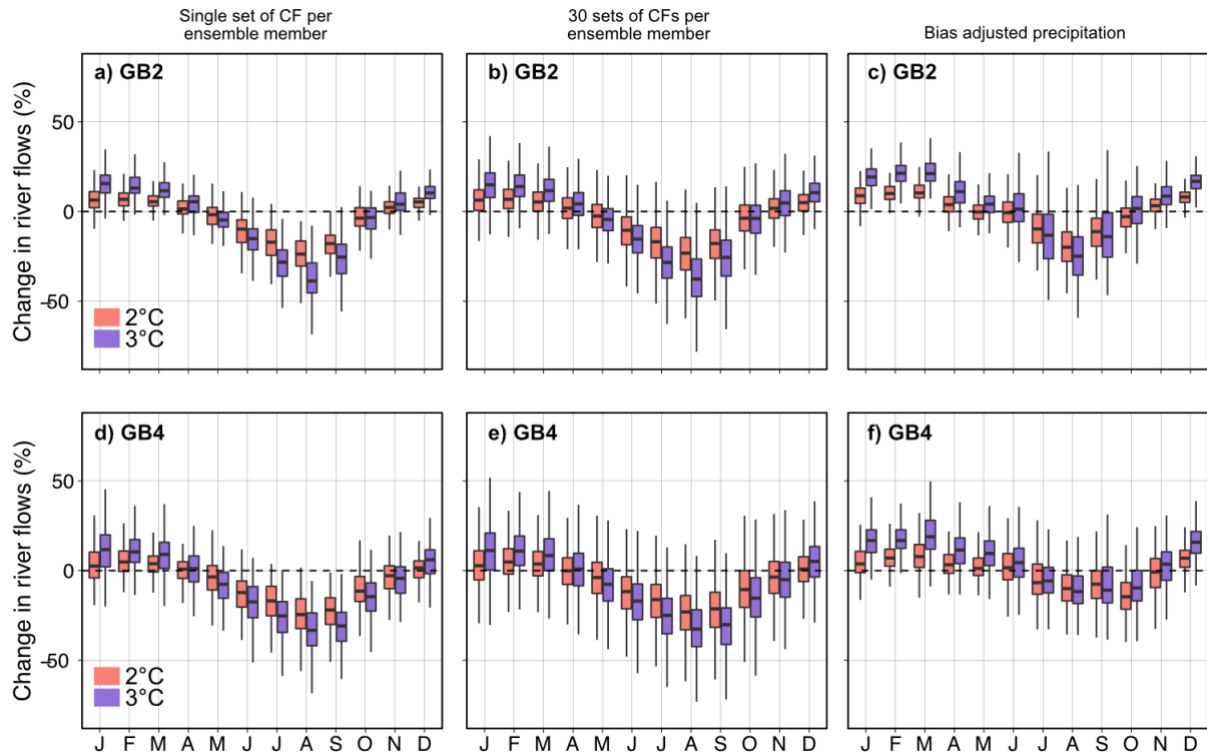 Single set of CF per
ensemble member
30 sets of CFs per
ensemble member
Bias adjusted precipitation
a) GB2
b) GB2
c) GB2
Change in river flows (%)
50
0
-50
2°C
3°C
d) GB4
e) GB4
f) GB4
Change in river flows (%)
50
0
-50
2°C
3°C
J F M A M J J A S O N D
J F M A M J J A S O N D
J F M A M J J A S O N D